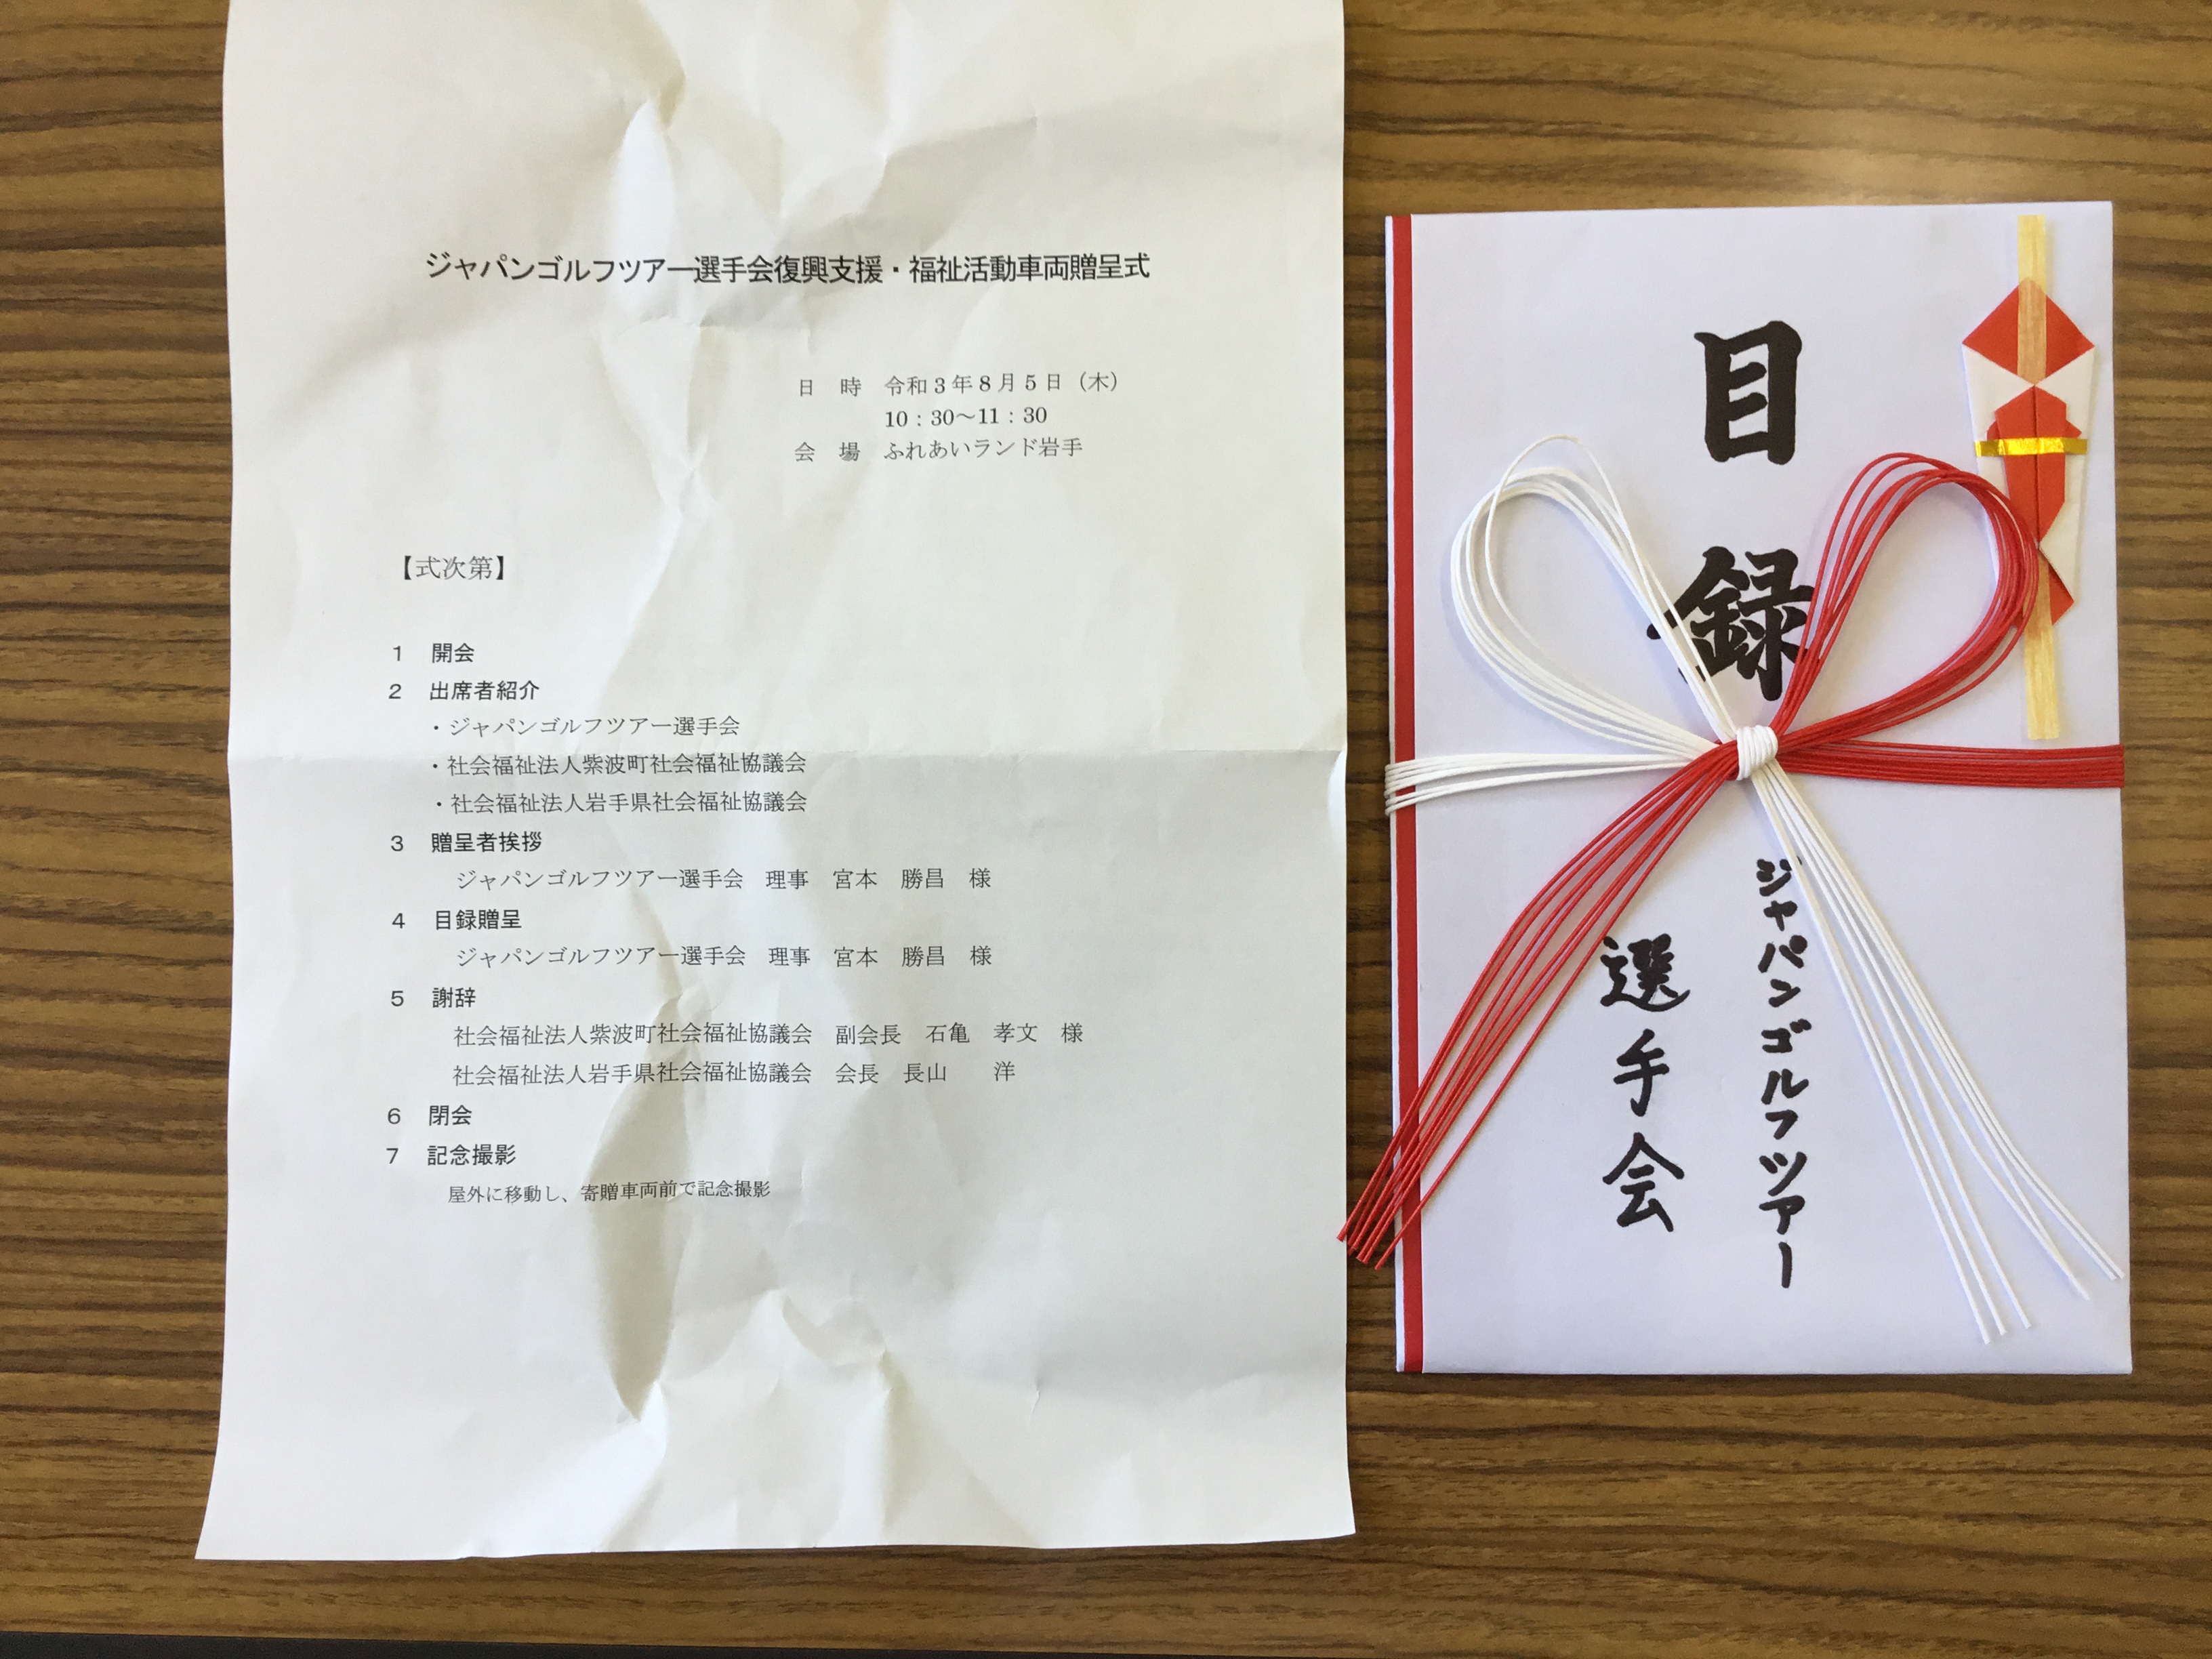 ジャパンゴルフツアー選手会復興支援・福祉活動車両贈呈式
日　時　令和3年8月5日（木）
10：30～11：30
会　場　ふれあいランド岩手
【式次第】
1　開会
2　出席者紹介
・ジャパンゴルフツアー選手会
・社会福祉法人紫波町社会福祉協議会
・社会福祉法人岩手県社会福祉協議会
3　贈呈者挨拶
ジャパンゴルフツアー選手会　理事　宮本　勝昌　様
4　目録贈呈
ジャパンゴルフツアー選手会　理事　宮本　勝昌　様
5　謝辞
社会福祉法人紫波町社会福祉協議会　副会長　石亀　孝文　様
社会福祉法人岩手県社会福祉協議会　会長　長山　　洋
6　閉会
7　記念撮影
屋外に移動し、寄贈車両前で記念撮影
目録
ジャパンゴルフツアー
選手会